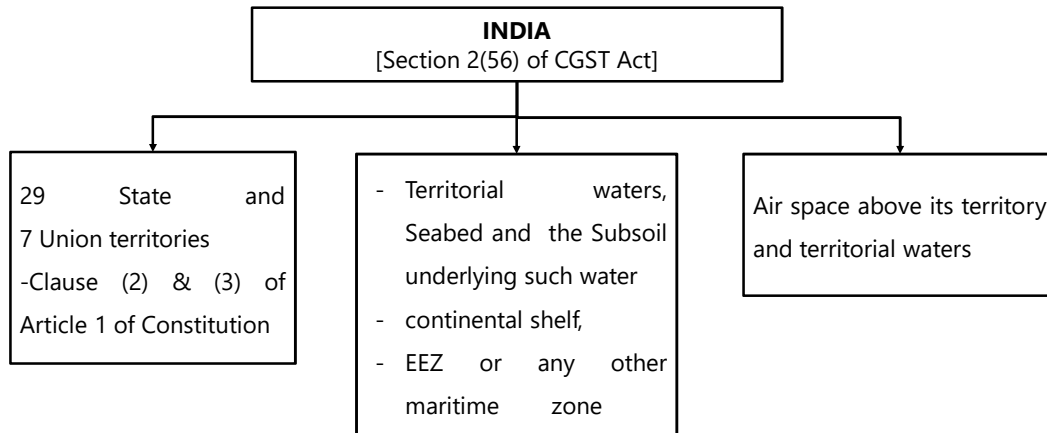 INDIA
[Section 2(56) of CGST Act]
29 State and
7 Union territories
-Clause (2) & (3) of
Article 1 of Constitution
- Territorial waters,
Seabed and the Subsoil
underlying such water
- continental shelf,
- EEZ or any other
maritime zone
Air space above its territory
and territorial waters